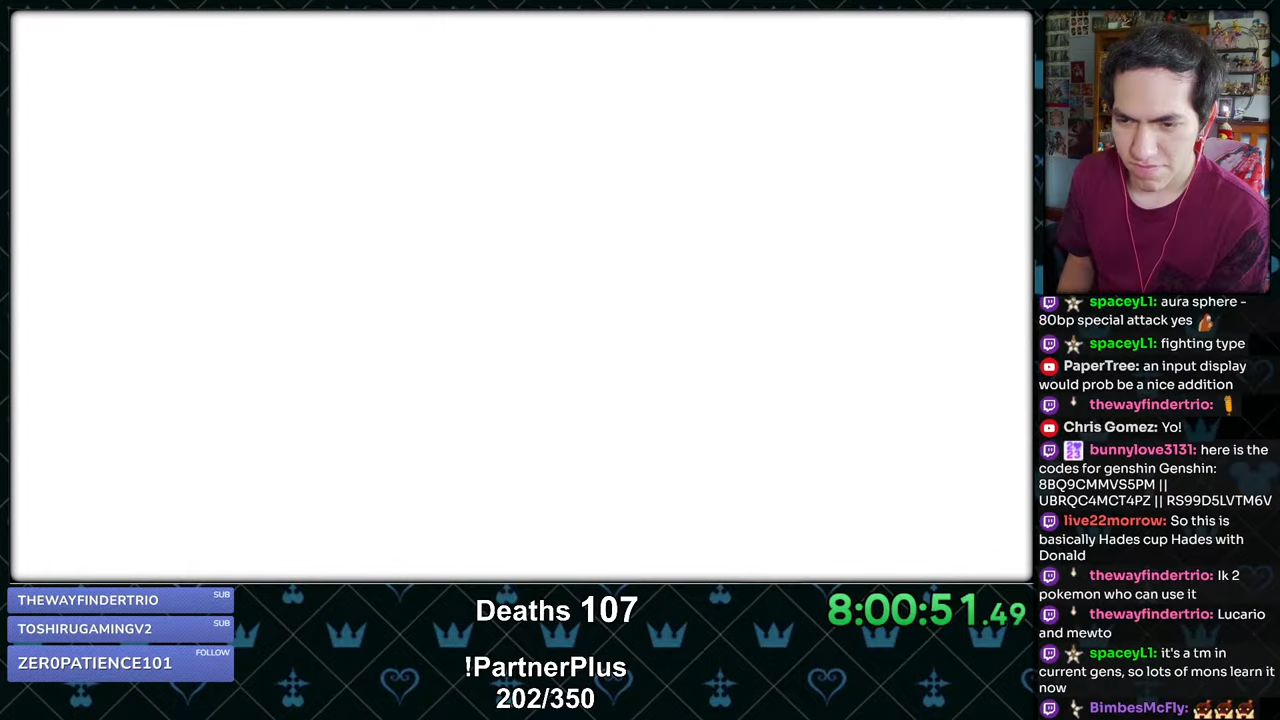 spaceyL1: aura sphere -
80bp special attack yes
spaceyL1: fighting type
PaperTree: an input display
would prob be a nice addition
thewayfindertrio:
Chris Gomez: Yo!
bunnylove3131: here is the
codes for genshin Genshin:
8BQ9CMMVS5PM ||
UBRQC4MCT4PZ || RS99D5LVTM6V
live22morrow: So this is
basically Hades cup Hades with
Donald
thewayfindertrio: Ik 2
pokemon who can use it
thewayfindertrio: Lucario
and mewto
spaceyL1: it's a tm in
current gens, so lots of mons learn it
now
BimbesMcFly:
THEWAYFINDERTRIO SUB
TOSHIRUGAMINGV2 SUB
ZER0PATIENCE101 FOLLOW
Deaths 107
!PartnerPlus
202/350
8:00:51.49